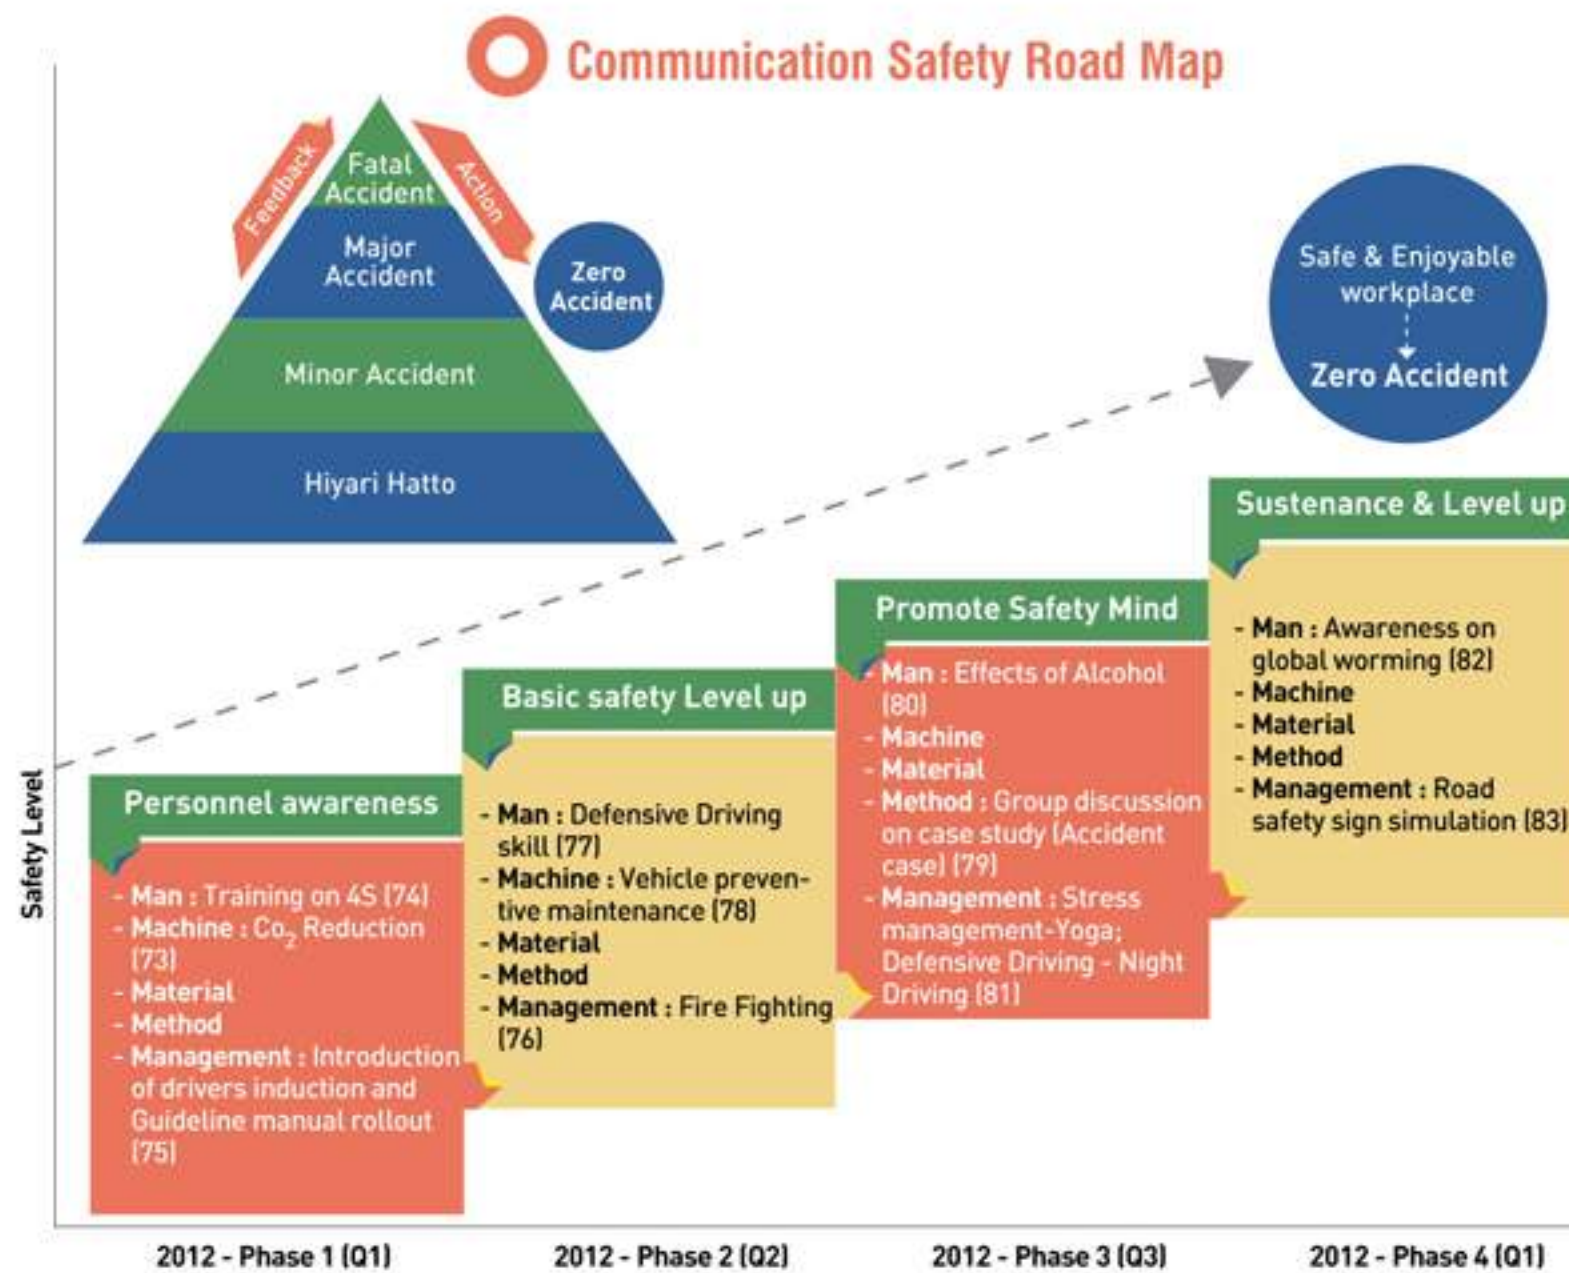 Communication Safety Road Map
Feedback
Fatal
Accident
Action
Major
Accident
Zero
Accident
Minor Accident
Hiyari Hatto
Safe & Enjoyable
workplace
Zero Accident
Safety Level
Personnel awareness
- Man : Training on 4S (74)
- Machine : Co₂ Reduction
(73)
- Material
- Method
- Management : Introduction
of drivers induction and
Guideline manual rollout
(75)
Basic safety Level up
- Man : Defensive Driving
skill (77)
- Machine : Vehicle preven-
tive maintenance (78)
- Material
- Method
- Management : Fire Fighting
(76)
Promote Safety Mind
- Man : Effects of Alcohol
(80)
- Machine
- Material
- Method : Group discussion
on case study (Accident
case) (79)
- Management : Stress
management-Yoga;
Defensive Driving - Night
Driving (81)
Sustenance & Level up
- Man : Awareness on
global worming (82)
- Machine
- Material
- Method
- Management : Road
safety sign simulation (83)
2012 - Phase 1 (Q1)
2012 - Phase 2 (Q2)
2012 - Phase 3 (Q3)
2012 - Phase 4 (Q1)